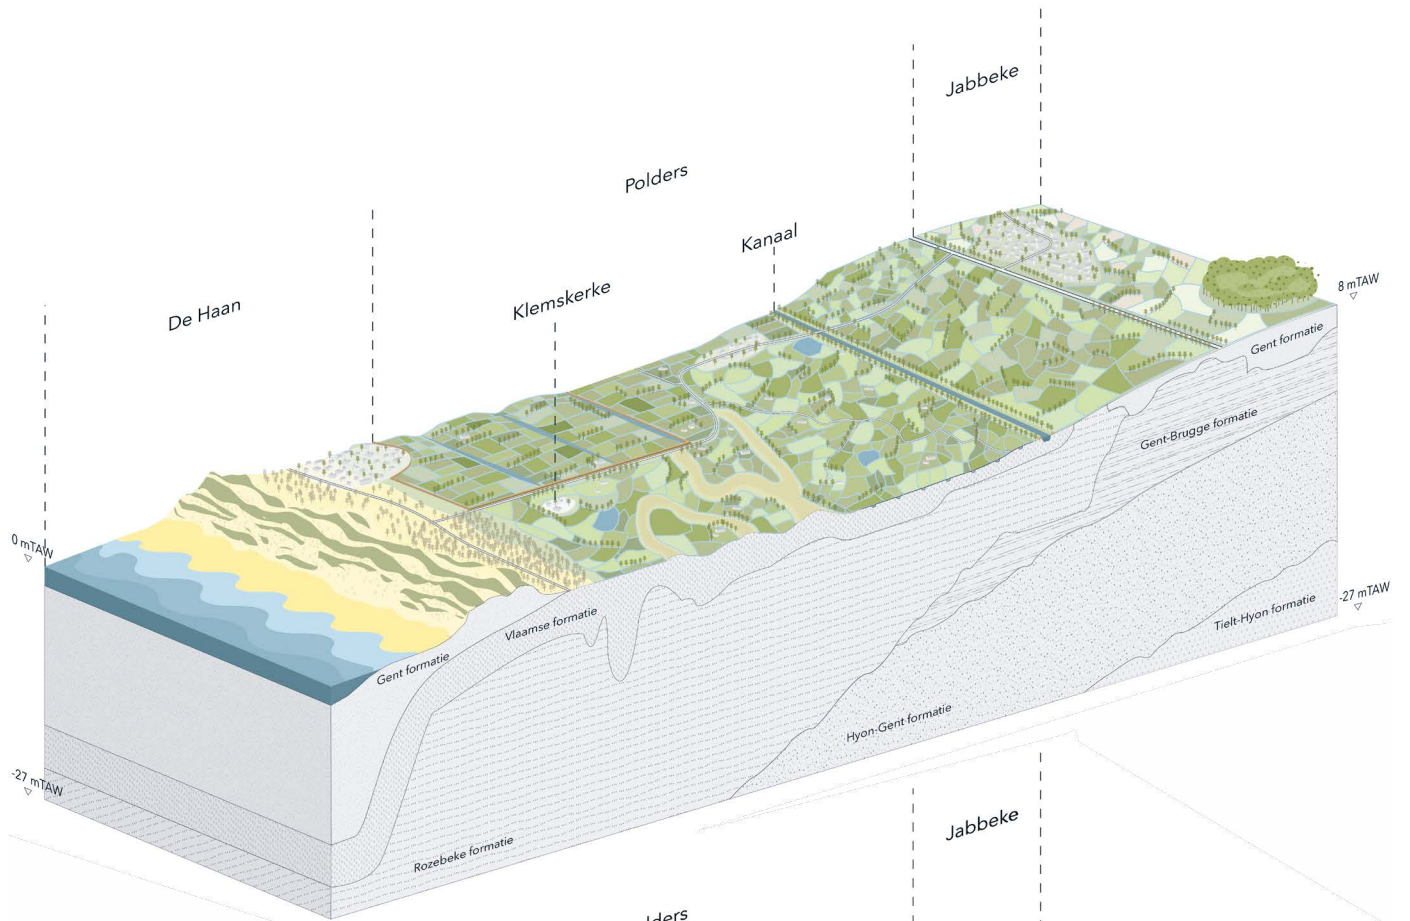 Jabbeke
Polders
Kanaal
Klemskerke
De Haan
8 mTAW
Gent formatie
Gent-Brugge formatie
0 mTAW
-27 mTAW
Tielt-Hyon formatie
Vlaamse formatie
Gent formatie
Hyon-Gent formatie
-27 mTAW
Rozebeke formatie
Jabbeke
lders